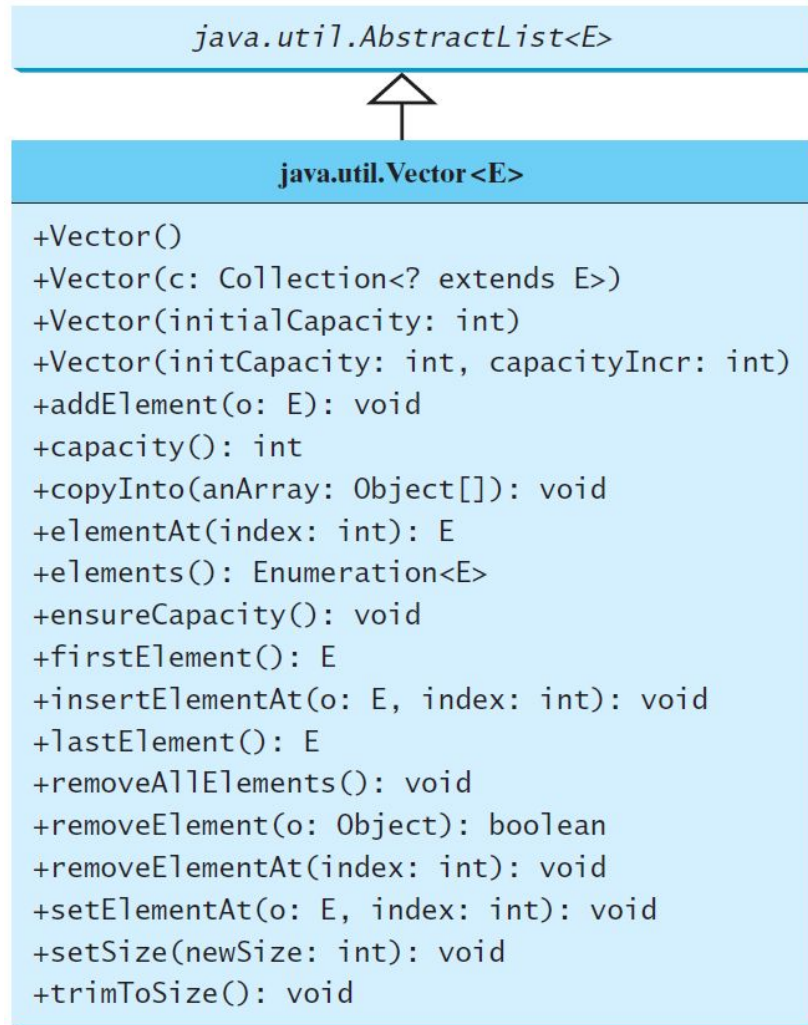 java.util.AbstractList<E>
java.util.Vector<E>
+Vector()
+Vector(c: Collection<? extends E>)
+Vector(initialCapacity: int)
+Vector(initCapacity: int, capacityIncr: int)
+addElement(o: E): void
+capacity(): int
+copyInto(anArray: Object[]): void
+elementAt(index: int): E
+elements(): Enumeration<E>
+ensureCapacity(): void
+firstElement(): E
+insertElementAt(o: E, index: int): void
+lastElement(): E
+removeAllElements(): void
+removeElement(o: Object): boolean
+removeElementAt(index: int): void
+setElementAt(o: E, index: int): void
+setSize(newSize: int): void
+trimToSize(): void